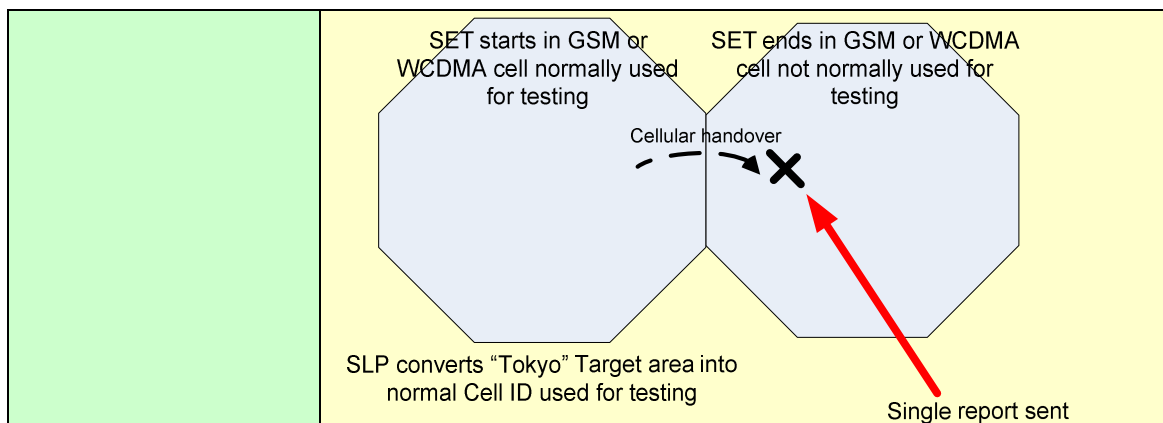 SET starts in GSM or
WCDMA cell normally used
for testing
SET ends in GSM or WCDMA
cell not normally used for
testing
Cellular handover
SLP converts “Tokyo” Target area into
normal Cell ID used for testing
Single report sent